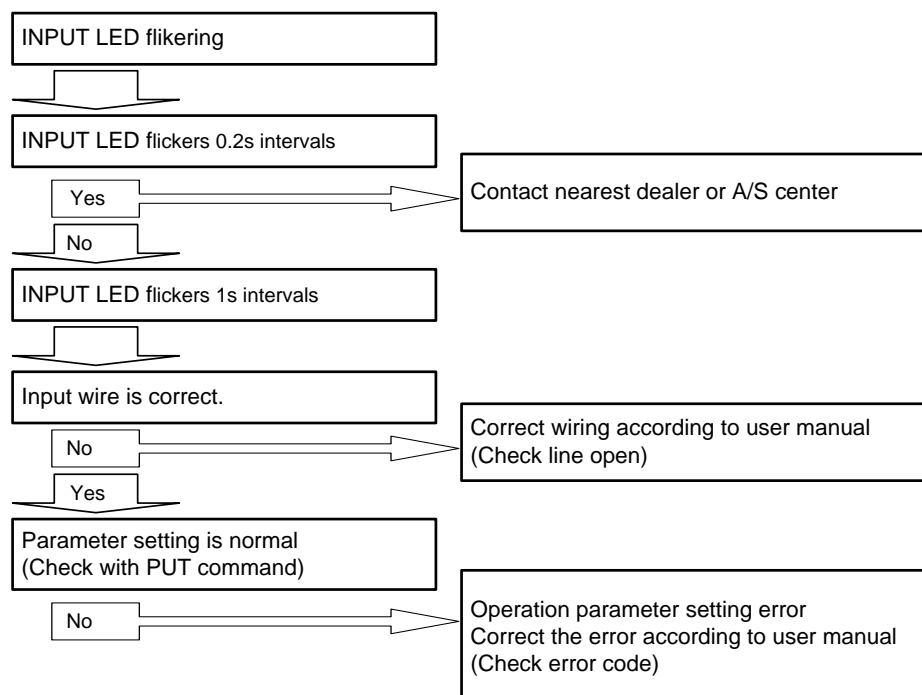 INPUT LED flikering
INPUT LED flickers 0.2s intervals
Yes
Contact nearest dealer or A/S center
No
INPUT LED flickers 1s intervals
Input wire is correct.
No
Correct wiring according to user manual
(Check line open)
Yes
Parameter setting is normal
(Check with PUT command)
No
Operation parameter setting error
Correct the error according to user manual
(Check error code)